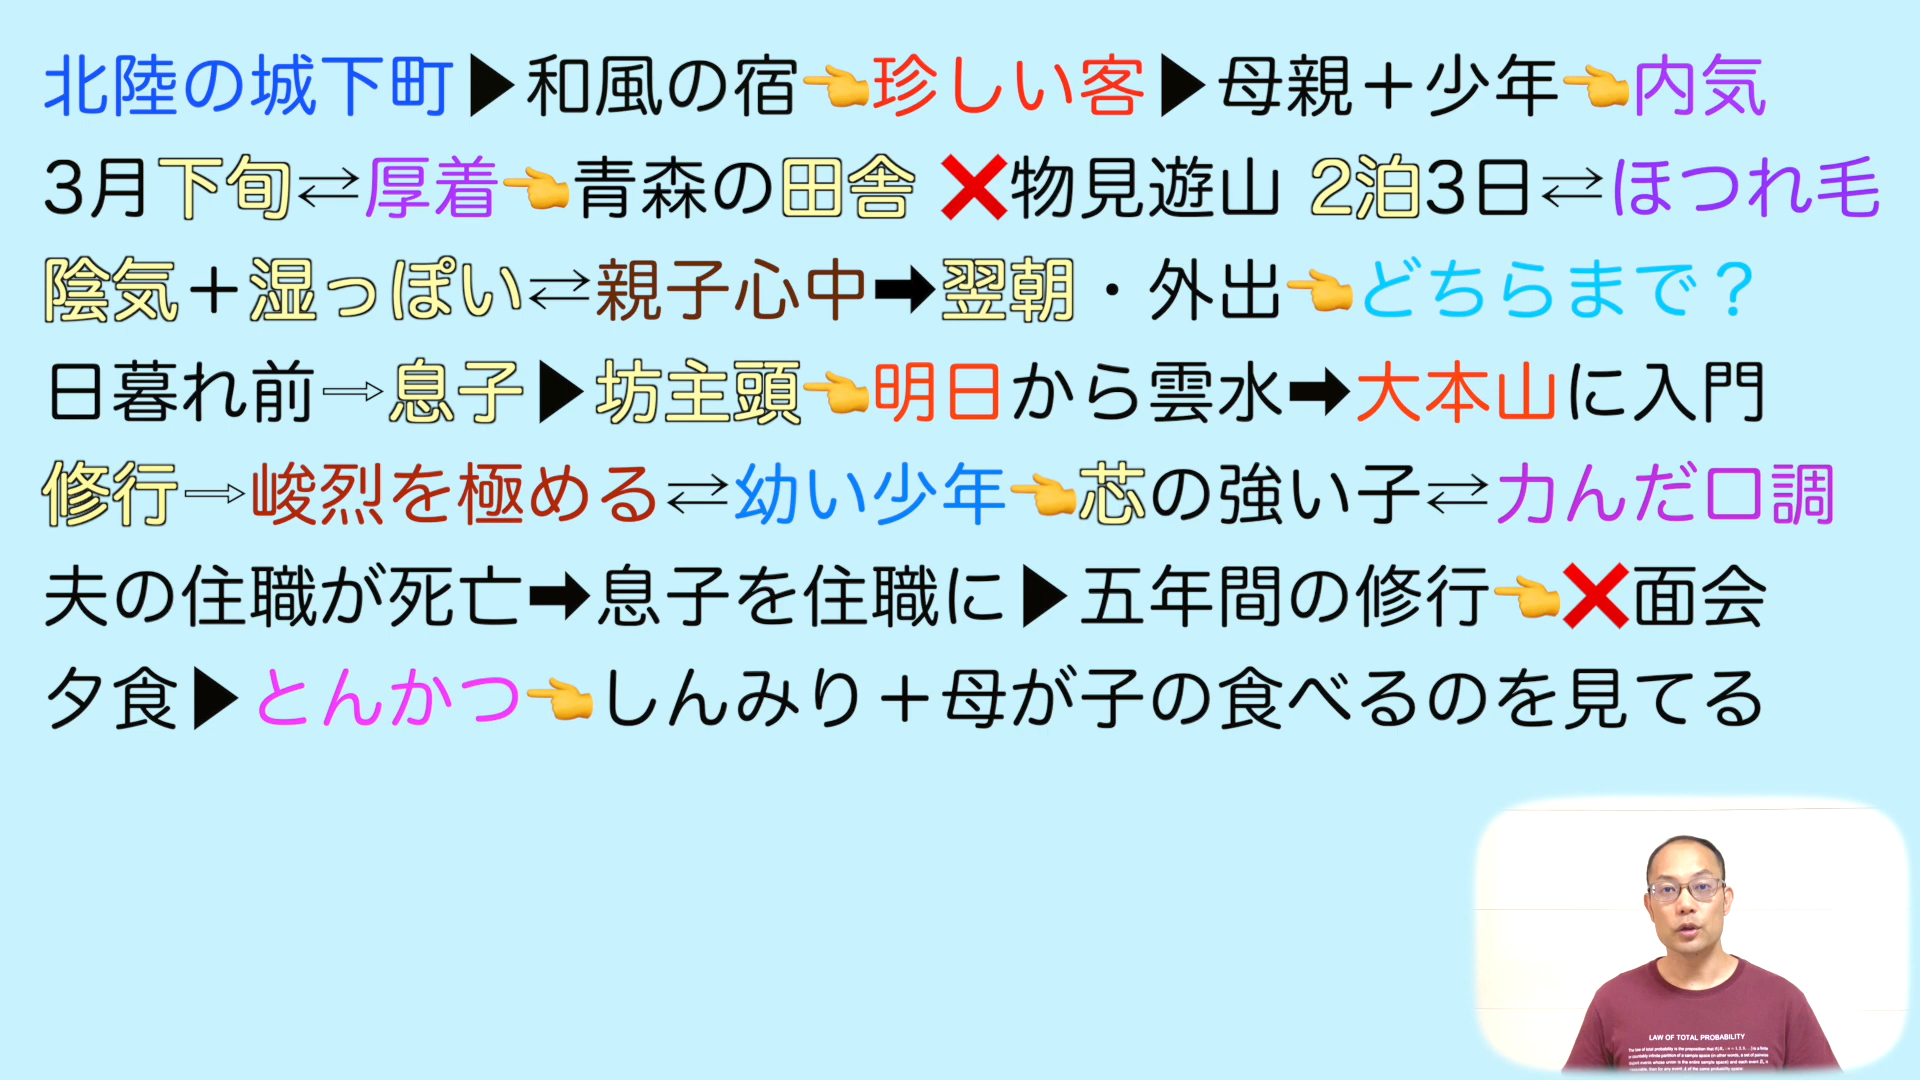 北陸の城下町▶和風の宿👈珍しい客▶母親＋少年👈内気
3月下旬⇄厚着👈青森の田舎 ❌物見遊山 2泊3日⇄ほつれ毛
陰気＋湿っぽい⇄親子心中➡翌朝・外出👈どちらまで？
日暮れ前⇨息子▶坊主頭👈明日から雲水➡大本山に入門
修行⇨峻烈を極める⇄幼い少年👈芯の強い子⇄力んだ口調
夫の住職が死亡➡息子を住職に▶五年間の修行👈❌面会
夕食▶とんかつ👈しんみり＋母が子の食べるのを見てる
LAW OF TOTAL PROBABILITY